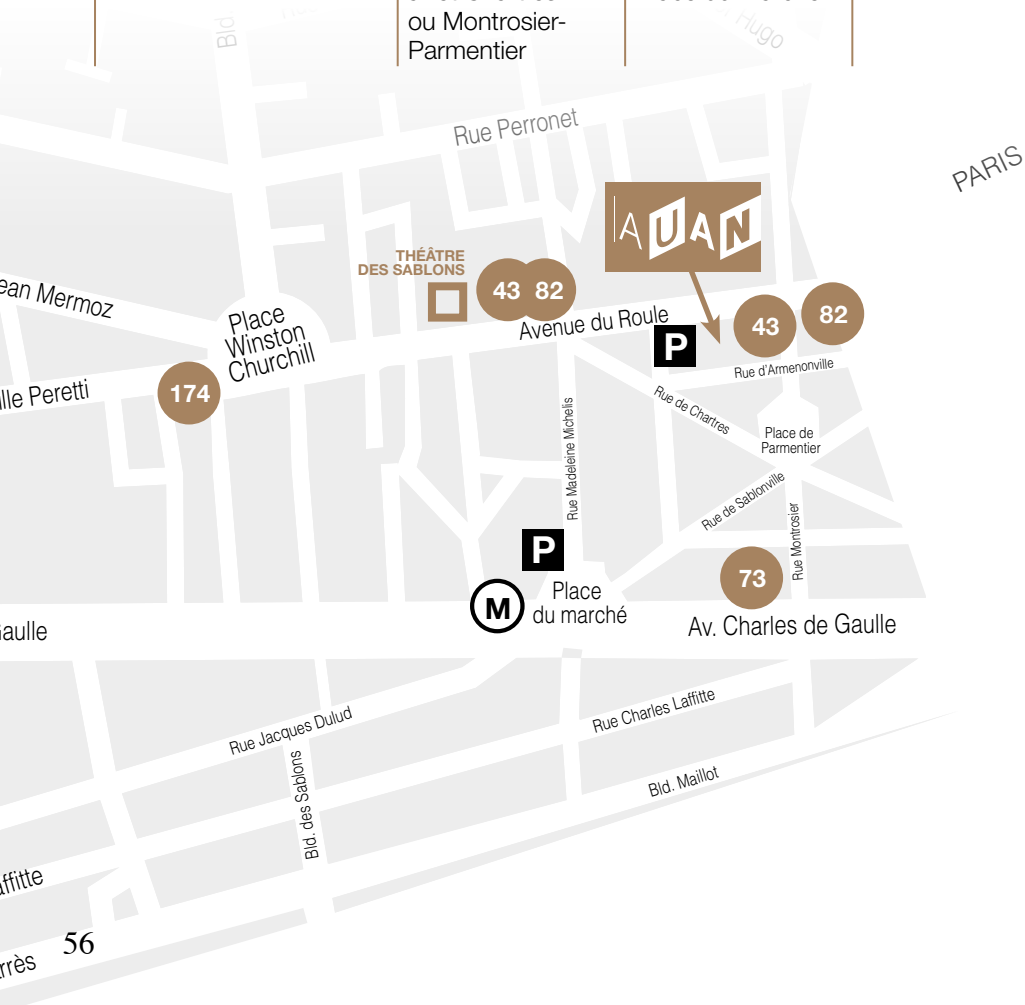 ou Montrosier-
Parmentier
Bld
Hugo
Rue Perronet
PARIS
AUAN
THÉÂTRE
DES SABLONS
43 82
Avenue du Roule
P
43
82
Rue d'Armenonville
Place
Winston
Churchill
174
Rue de Chartres
Rue Madeleine Michelis
Place de
Parmentier
Rue de Sablonville
Rue Montrosier
P
M
Place
du marché
73
Av. Charles de Gaulle
aulle
ean Mermoz
lle Peretti
Rue Jacques Dulud
Rue Charles Laffitte
Bld. des Sablons
Bld. Maillot
affitte
56
rrès